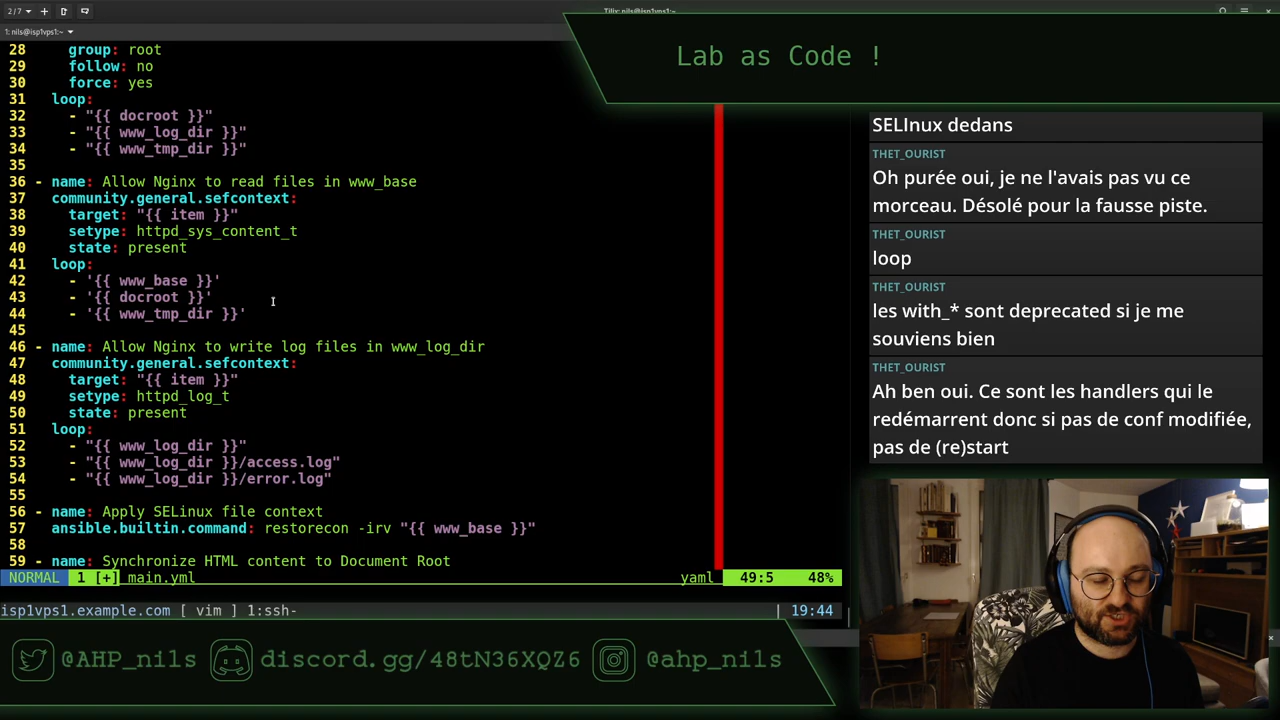 2/7
Tilix: nils@isp1vps1:~
1: nils@isp1vps1:~
Lab as Code !
28     group: root
29     follow: no
30     force: yes
31   loop:
32     - "{{ docroot }}"
33     - "{{ www_log_dir }}"
34     - "{{ www_tmp_dir }}"
35
36 - name: Allow Nginx to read files in www_base
37   community.general.sefcontext:
38     target: "{{ item }}"
39     setype: httpd_sys_content_t
40     state: present
41   loop:
42     - '{{ www_base }}'
43     - '{{ docroot }}'
44     - '{{ www_tmp_dir }}'
45
46 - name: Allow Nginx to write log files in www_log_dir
47   community.general.sefcontext:
48     target: "{{ item }}"
49     setype: httpd_log_t
50     state: present
51   loop:
52     - "{{ www_log_dir }}"
53     - "{{ www_log_dir }}/access.log"
54     - "{{ www_log_dir }}/error.log"
55
56 - name: Apply SELinux file context
57   ansible.builtin.command: restorecon -irv "{{ www_base }}"
58
59 - name: Synchronize HTML content to Document Root
NORMAL 1 [+] main.yml yaml 49:5 48%
isp1vps1.example.com [ vim ] 1:ssh- | 19:44
SELInux dedans
THET_OURIST
Oh purée oui, je ne l'avais pas vu ce
morceau. Désolé pour la fausse piste.
THET_OURIST
loop
THET_OURIST
les with_* sont deprecated si je me
souviens bien
THET_OURIST
Ah ben oui. Ce sont les handlers qui le
redémarrent donc si pas de conf modifiée,
pas de (re)start
@AHP_nils discord.gg/48tN36XQZ6 @ahp_nils